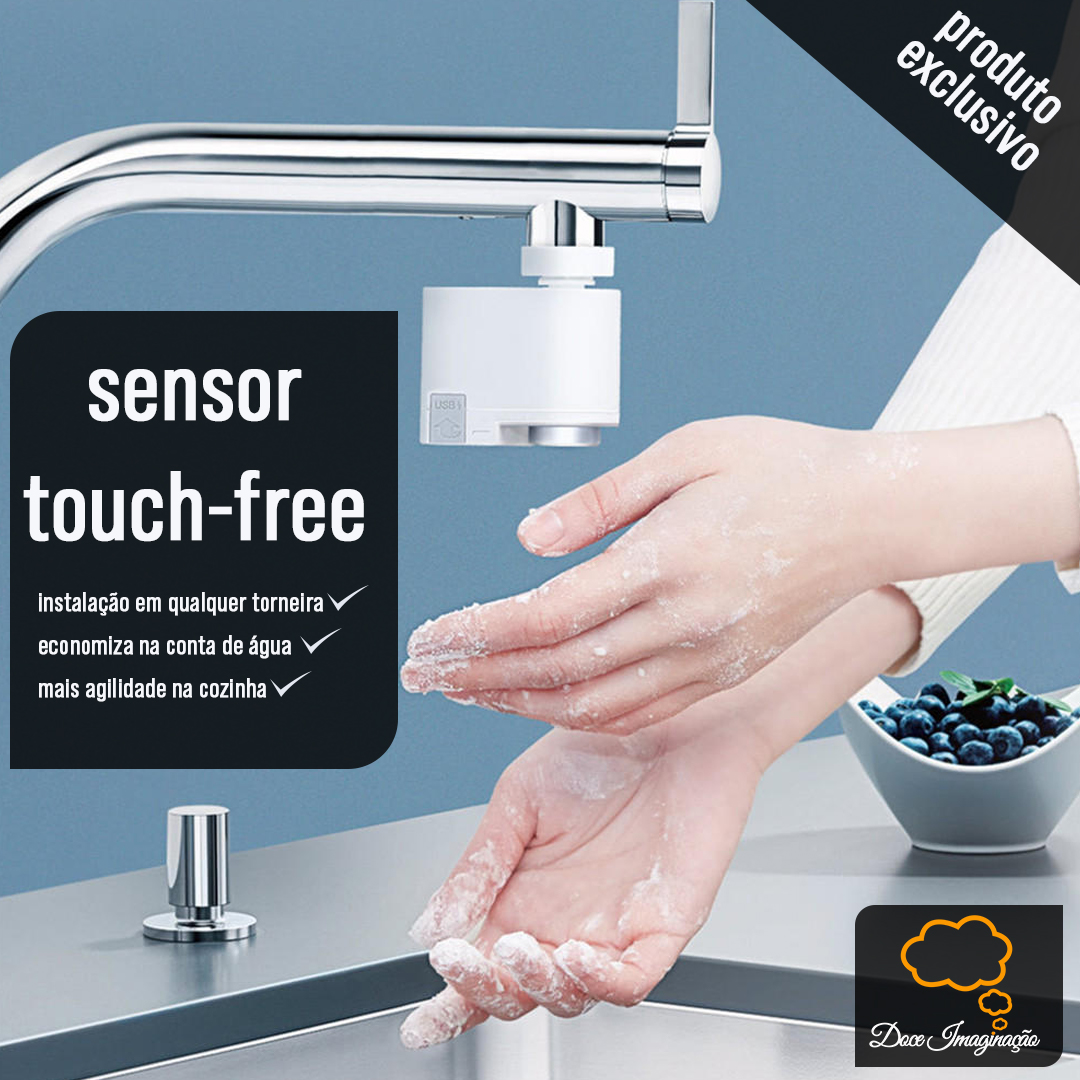 produto
exclusivo
USB
sensor
touch-free
instalação em qualquer torneira
economiza na conta de água
mais agilidade na cozinha
Doce Imaginação